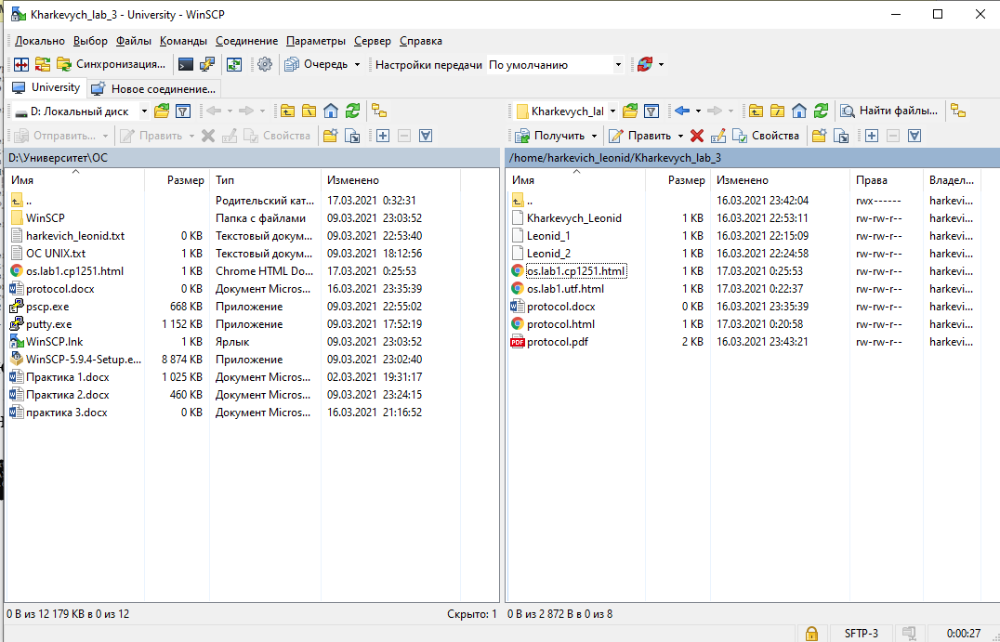 Kharkevych_lab_3 - University - WinSCP
Локально Выбор Файлы Команды Соединение Параметры Сервер Справка
Синхронизация... Очередь Настройки передачи По умолчанию
University Новое соединение...
D: Локальный диск
Отправить... Править Свойства
D:\Университет\ОС
Имя Размер Тип Изменено
.. Родительский кат... 17.03.2021 0:32:31
WinSCP Папка с файлами 09.03.2021 23:03:52
harkevich_leonid.txt 0 KB Текстовый докум... 09.03.2021 22:53:40
ОС UNIX.txt 1 KB Текстовый докум... 09.03.2021 18:12:56
os.lab1.cp1251.html 1 KB Chrome HTML Do... 17.03.2021 0:25:53
protocol.docx 0 KB Документ Micros... 16.03.2021 23:35:39
pscp.exe 668 KB Приложение 09.03.2021 22:55:02
putty.exe 1 152 KB Приложение 09.03.2021 17:52:19
WinSCP.lnk 1 KB Ярлык 09.03.2021 23:03:52
WinSCP-5.9.4-Setup.e... 8 874 KB Приложение 09.03.2021 23:02:40
Практика 1.docx 1 025 KB Документ Micros... 02.03.2021 19:31:17
Практика 2.docx 460 KB Документ Micros... 09.03.2021 23:24:15
практика 3.docx 0 KB Документ Micros... 16.03.2021 21:16:52
0 B из 12 179 KB в 0 из 12 Скрыто: 1
Kharkevych_lal Найти файлы...
Получить Править Свойства
/home/harkevich_leonid/Kharkevych_lab_3
Имя Размер Изменено Права Владел...
.. 16.03.2021 23:42:04 rwx------ harkevi...
Kharkevych_Leonid 1 KB 16.03.2021 22:53:11 rw-rw-r-- harkevi...
Leonid_1 1 KB 16.03.2021 22:15:09 rw-rw-r-- harkevi...
Leonid_2 1 KB 16.03.2021 22:24:58 rw-rw-r-- harkevi...
os.lab1.cp1251.html 1 KB 17.03.2021 0:25:53 rw-rw-r-- harkevi...
os.lab1.utf.html 1 KB 17.03.2021 0:22:37 rw-rw-r-- harkevi...
protocol.docx 0 KB 16.03.2021 23:35:39 rw-rw-r-- harkevi...
protocol.html 1 KB 17.03.2021 0:20:58 rw-rw-r-- harkevi...
PDF protocol.pdf 2 KB 16.03.2021 23:43:21 rw-rw-r-- harkevi...
0 B из 2 872 B в 0 из 8
SFTP-3 0:00:27